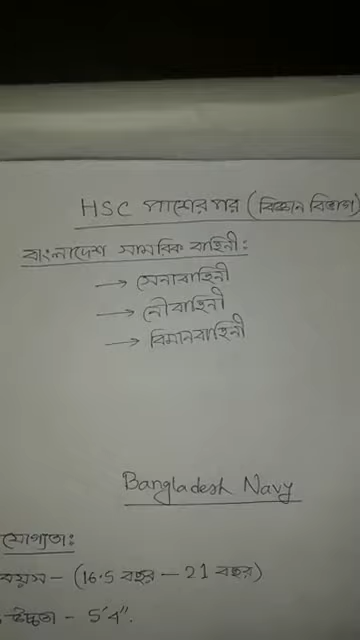 HSC পাশের পর (বিজ্ঞান বিভাগ)
বাংলাদেশ সামরিক বাহিনী:
→ সেনাবাহিনী
→ নৌবাহিনী
→ বিমানবাহিনী
Bangladesh Navy
যোগ্যতা:
বয়স - (16.5 বছর - 21 বছর)
উচ্চতা - 5'4".